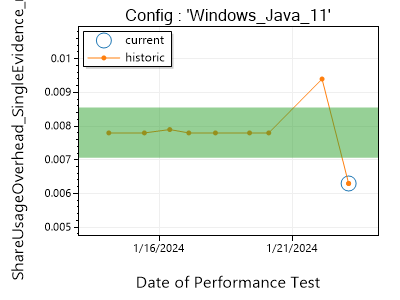 Config : 'Windows_Java_11'
current
historic
ShareUsageOverhead_SingleEvidence_
0.01
0.009
0.008
0.007
0.006
0.005
1/16/2024
1/21/2024
Date of Performance Test